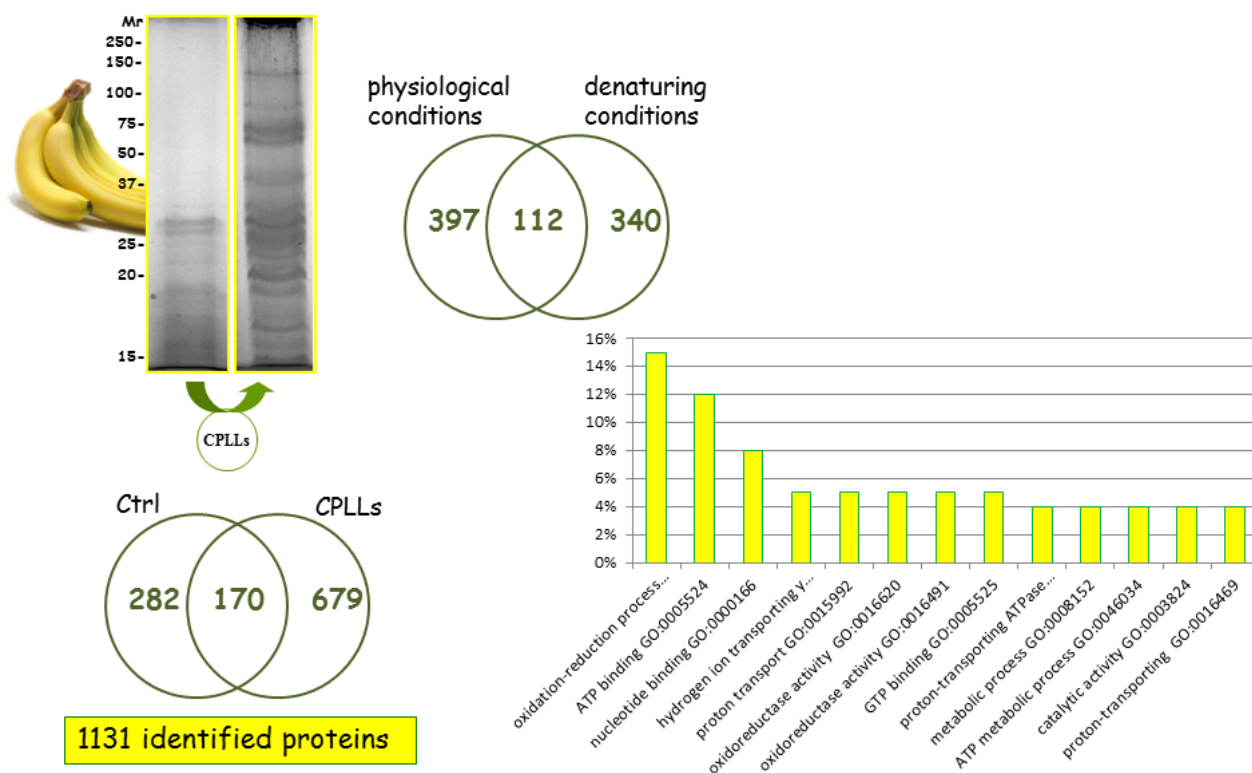 Mr
250-
150-
100-
75-
50-
37-
25-
20-
15-
CPLLs
physiological
conditions
denaturing
conditions
397
112
340
Ctrl
CPLLs
282
170
679
1131 identified proteins
16%
14%
12%
10%
8%
6%
4%
2%
0%
oxidation-reduction process...
ATP binding GO:0005524
nucleotide binding GO:0000166
hydrogen ion transporting y...
proton transport GO:0015992
oxidoreductase activity GO:0016620
oxidoreductase activity GO:0016491
GTP binding GO:0005525
proton-transporting ATPase...
metabolic process GO:0008152
ATP metabolic process GO:0046034
catalytic activity GO:0003824
proton-transporting GO:0016469